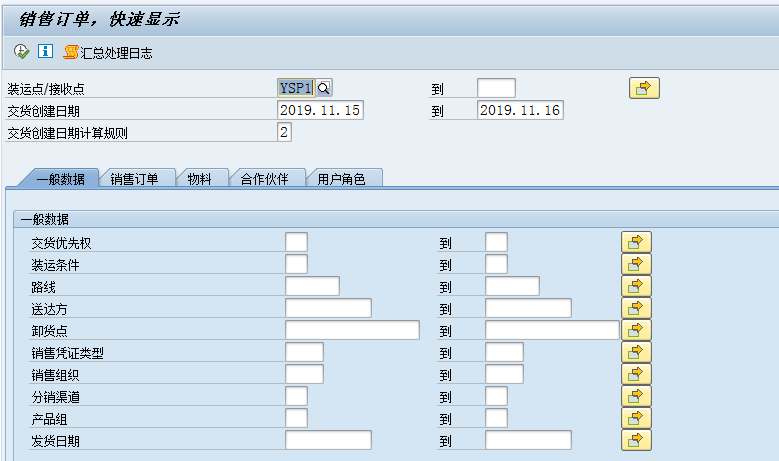 销售订单，快速显示
汇总处理日志
装运点/接收点 YSP1 到
交货创建日期 2019.11.15 到 2019.11.16
交货创建日期计算规则 2
一般数据 销售订单 物料 合作伙伴 用户角色
一般数据
交货优先权 到
装运条件 到
路线 到
送达方 到
卸货点 到
销售凭证类型 到
销售组织 到
分销渠道 到
产品组 到
发货日期 到